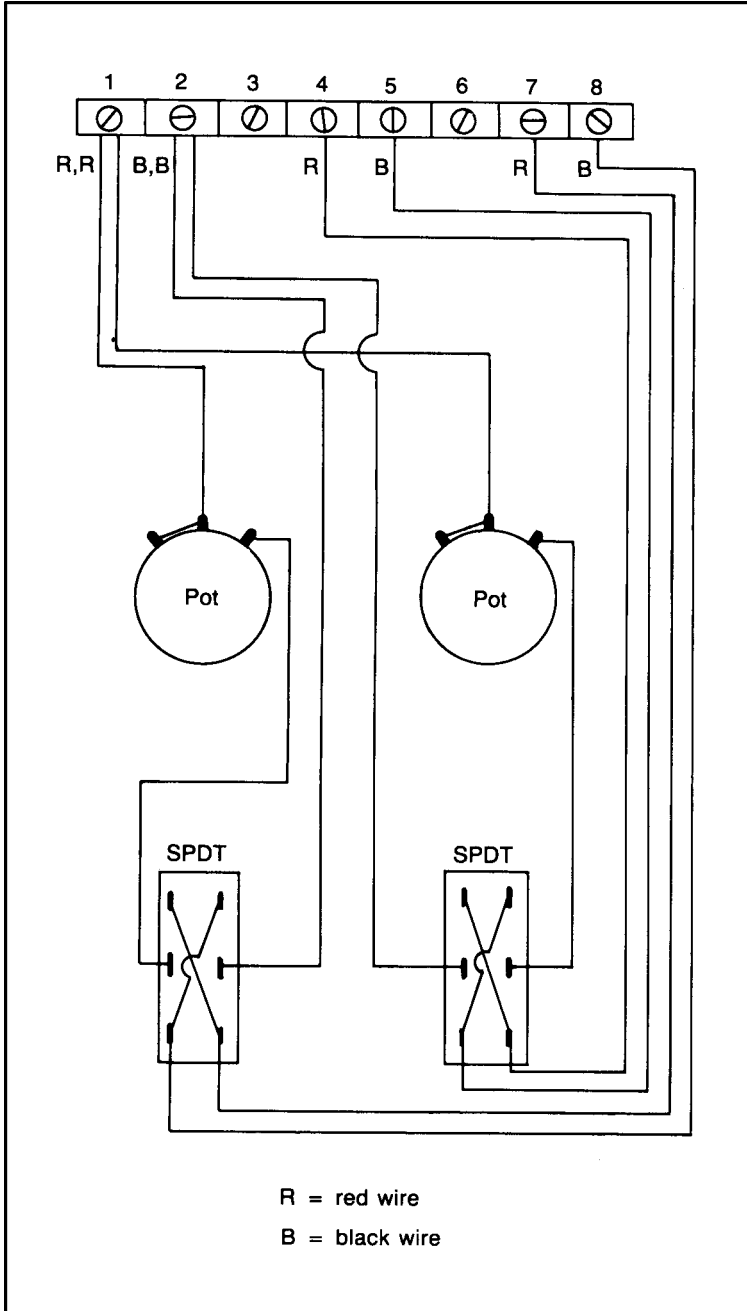 1 2 3 4 5 6 7 8
R,R B,B R B R B
Pot Pot
SPDT SPDT
R = red wire
B = black wire